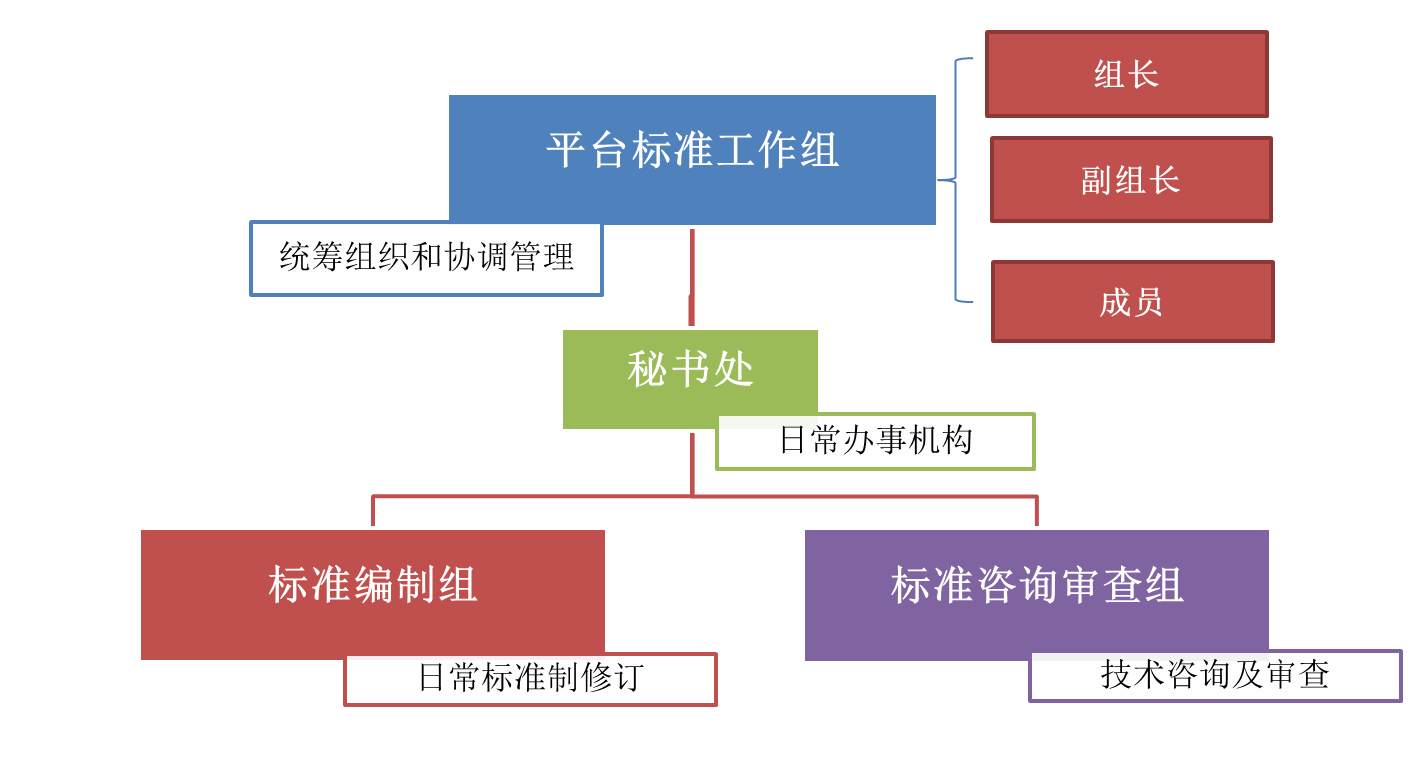 组长
平台标准工作组
副组长
统筹组织和协调管理
成员
秘书处
日常办事机构
标准编制组
标准咨询审查组
日常标准制修订
技术咨询及审查